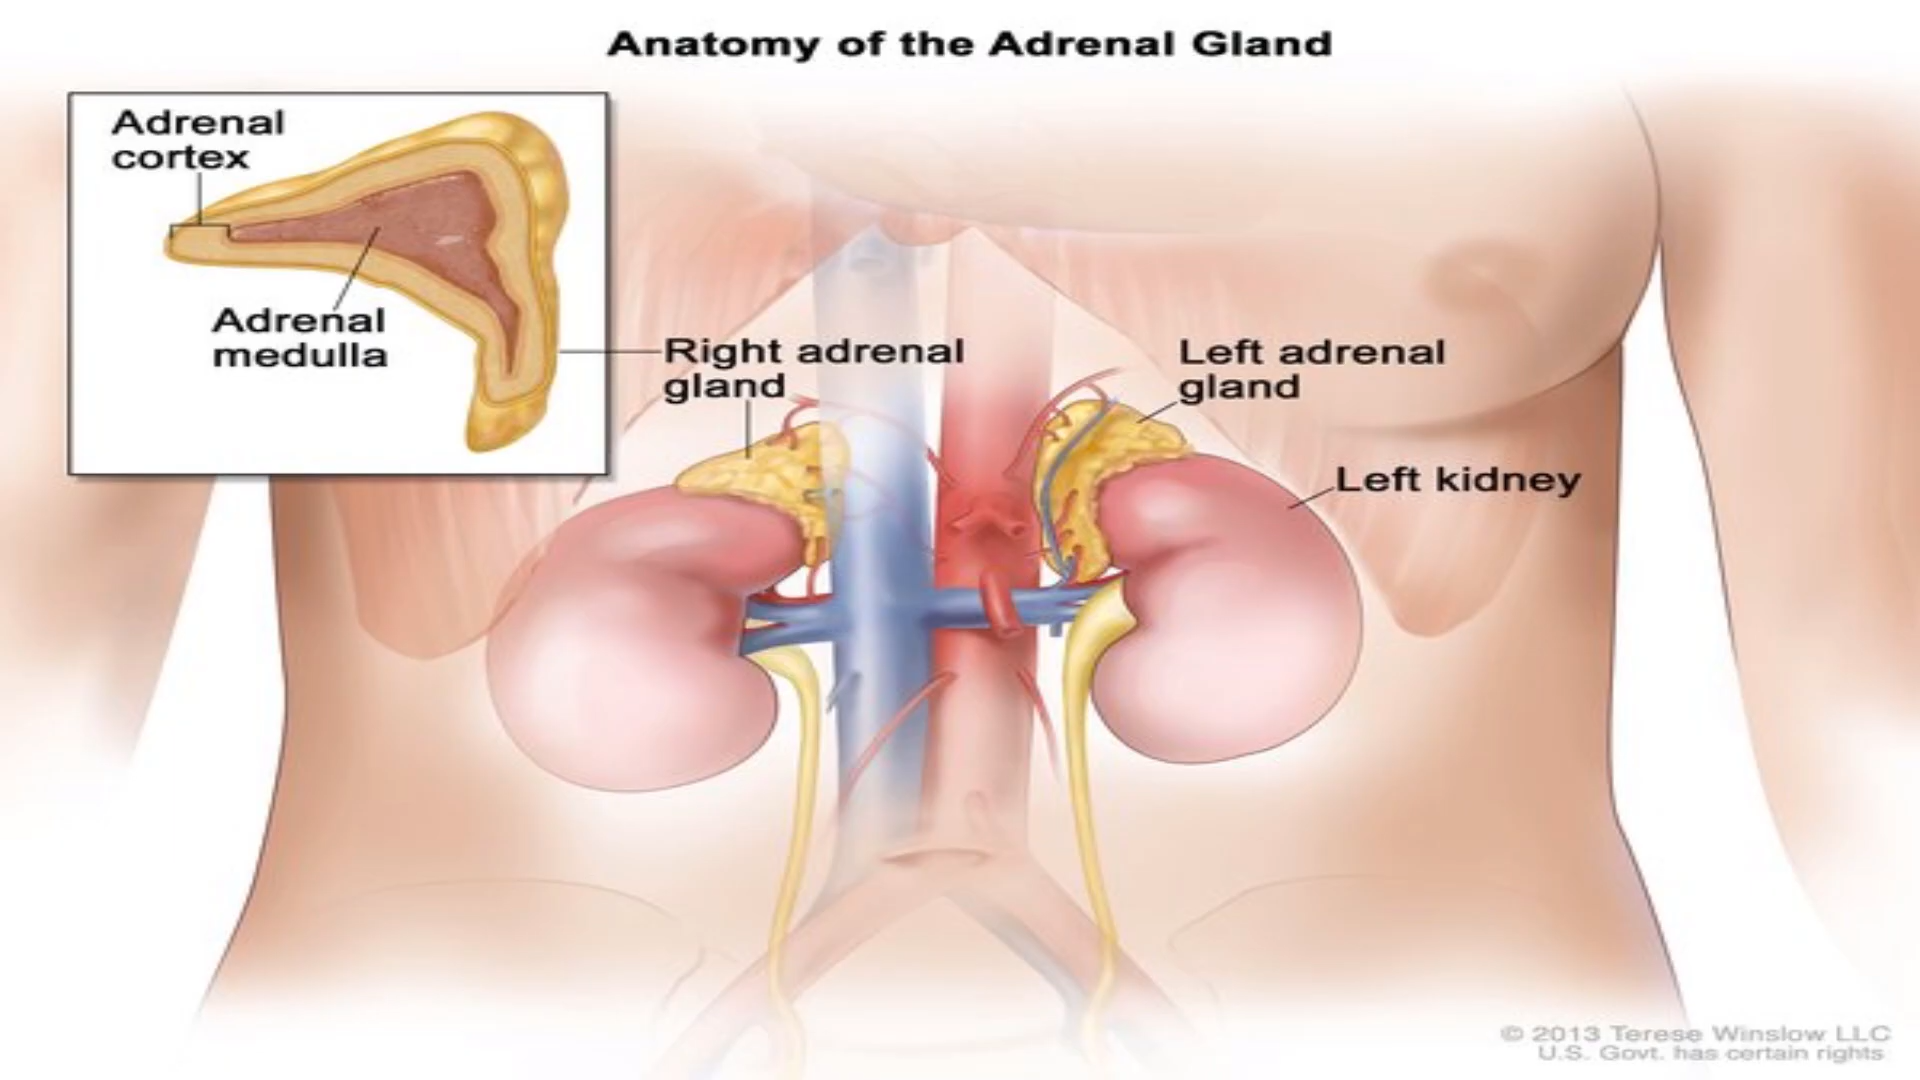 Anatomy of the Adrenal Gland
Adrenal
cortex
Adrenal
medulla
Right adrenal
gland
Left adrenal
gland
Left kidney
© 2013 Terese Winslow LLC
U.S. Govt. has certain rights